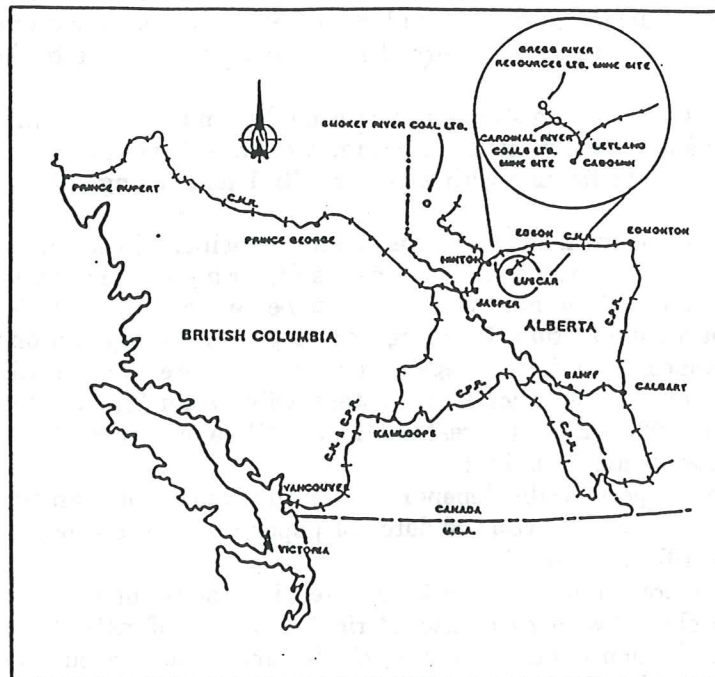 GREGG RIVER
RESOURCES LTD. MINE SITE
SMOKEY RIVER COAL LTD.
CARDINAL RIVER
COALS LTD.
MINE SITE
LEYLAND
CADOMIN
PRINCE RUPERT
C.N.R.
PRINCE GEORGE
HINTON
EDSON
C.N.R.
EDMONTON
LUSCAR
JASPER
BRITISH COLUMBIA
ALBERTA
C.P.R.
BANFF
CALGARY
C.P.R.
C.N. & C.P.R.
KAMLOOPS
C.P.R.
VANCOUVER
CANADA
U.S.A.
VICTORIA